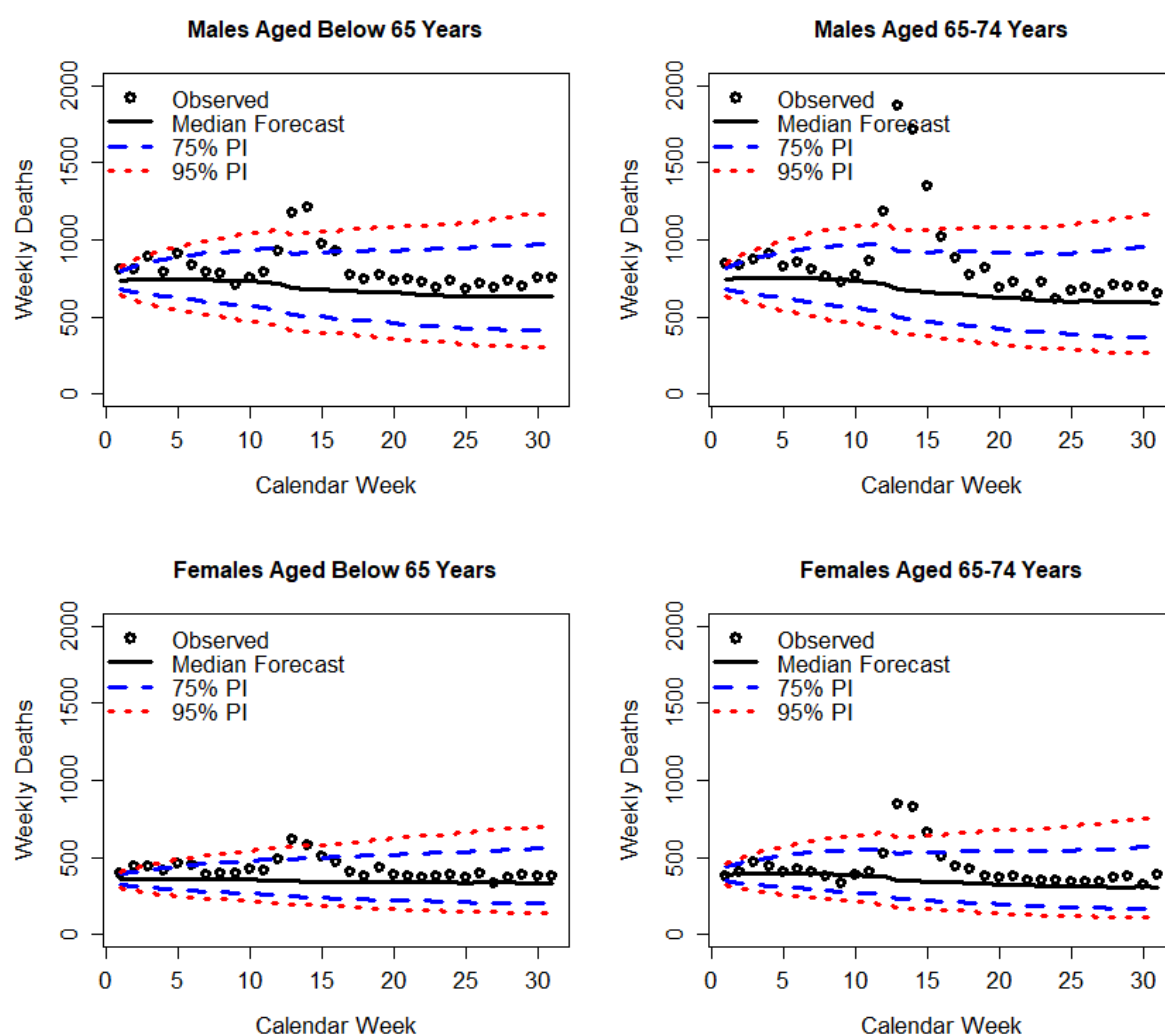 Males Aged Below 65 Years
Weekly Deaths
2000
1500
1000
500
0
Observed
Median Forecast
75% PI
95% PI
0 5 10 15 20 25 30
Calendar Week
Males Aged 65-74 Years
Weekly Deaths
2000
1500
1000
500
0
Observed
Median Forecast
75% PI
95% PI
0 5 10 15 20 25 30
Calendar Week
Females Aged Below 65 Years
Weekly Deaths
2000
1500
1000
500
0
Observed
Median Forecast
75% PI
95% PI
0 5 10 15 20 25 30
Calendar Week
Females Aged 65-74 Years
Weekly Deaths
2000
1500
1000
500
0
Observed
Median Forecast
75% PI
95% PI
0 5 10 15 20 25 30
Calendar Week